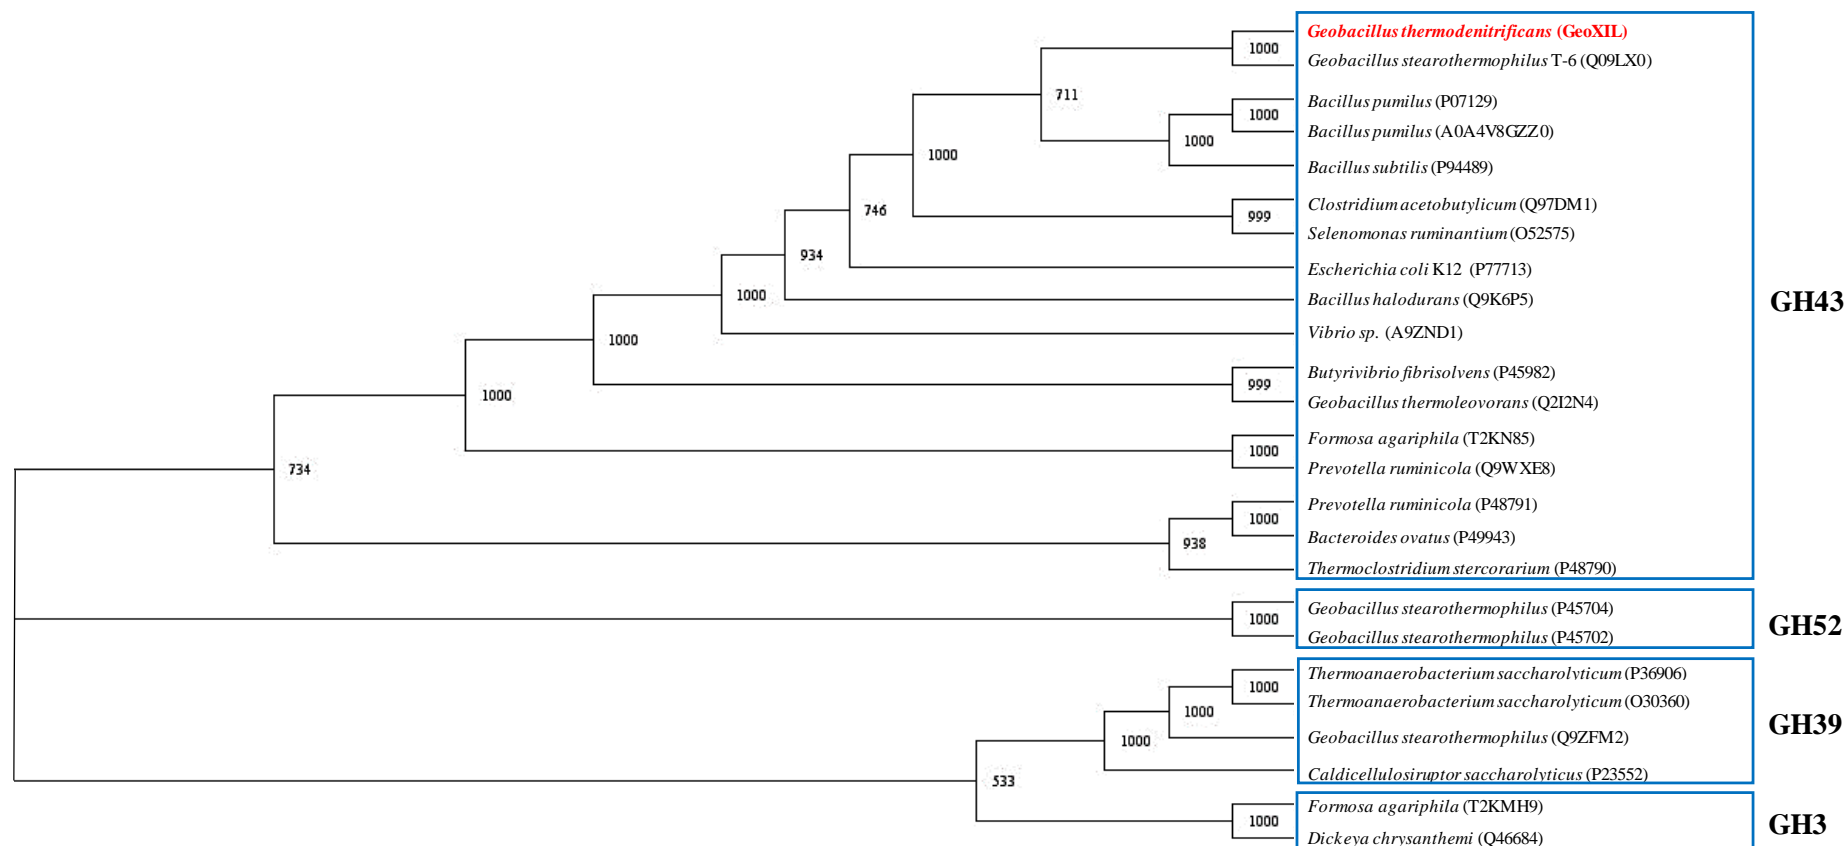 Geobacillus thermodenitrificans (GeoXIL)
1000
Geobacillus stearothermophilus T-6 (Q09LX0)
711
Bacillus pumilus (P07129)
1000
Bacillus pumilus (A0A4V8GZZ0)
1000
1000
Bacillus subtilis (P94489)
Clostridium acetobutylicum (Q97DM1)
746
999
Selenomonas ruminantium (O52575)
934
Escherichia coli K12 (P77713)
1000
Bacillus halodurans (Q9K6P5)
GH43
Vibrio sp. (A9ZND1)
1000
Butyrivibrio fibrisolvens (P45982)
999
1000
Geobacillus thermoleovorans (Q2I2N4)
Formosa agariphila (T2KN85)
1000
734
Prevotella ruminicola (Q9WXE8)
Prevotella ruminicola (P48791)
1000
Bacteroides ovatus (P49943)
938
Thermoclostridium stercorarium (P48790)
Geobacillus stearothermophilus (P45704)
1000
GH52
Geobacillus stearothermophilus (P45702)
Thermoanaerobacterium saccharolyticum (P36906)
1000
Thermoanaerobacterium saccharolyticum (O30360)
1000
GH39
Geobacillus stearothermophilus (Q9ZFM2)
1000
Caldicellulosiruptor saccharolyticus (P23552)
533
Formosa agariphila (T2KMH9)
1000
GH3
Dickeya chrysanthemi (Q46684)